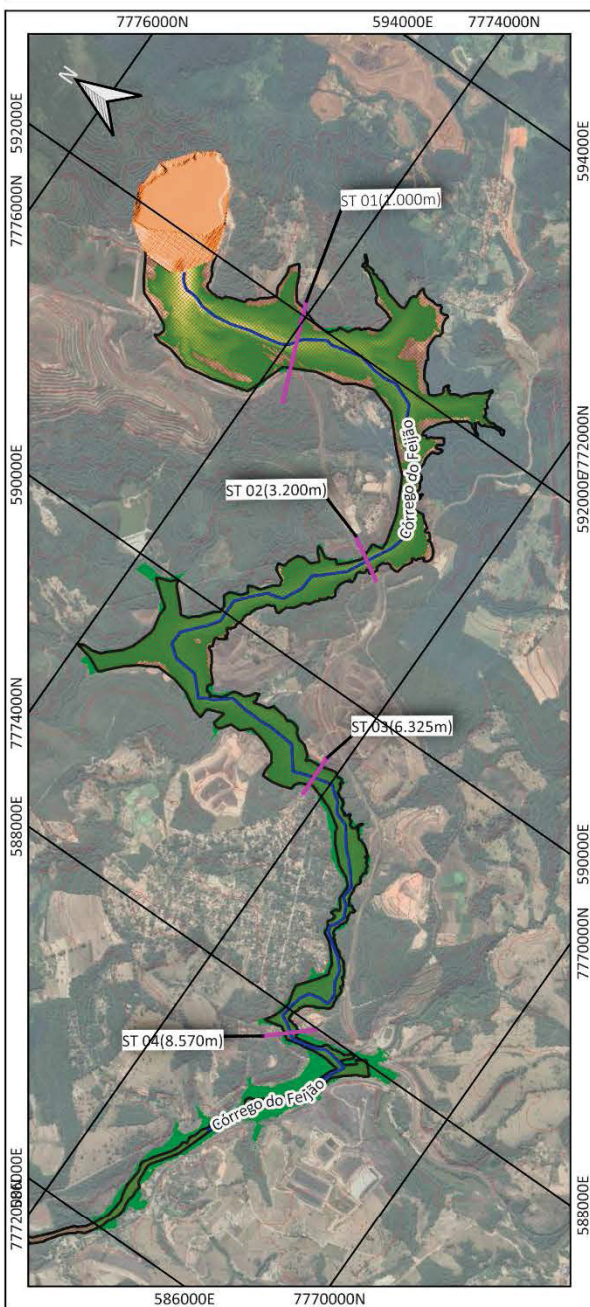 7776000N
594000E
7774000N
N
592000E
7776000N
594000E
ST 01(1.000m)
Córrego do Feijão
7772000N
592000E
590000E
ST 02(3.200m)
7774000N
ST 03(6.325m)
588000E
590000E
7770000N
ST 04(8.570m)
Córrego do Feijão
586000E
7772000N
588000E
586000E
7770000N